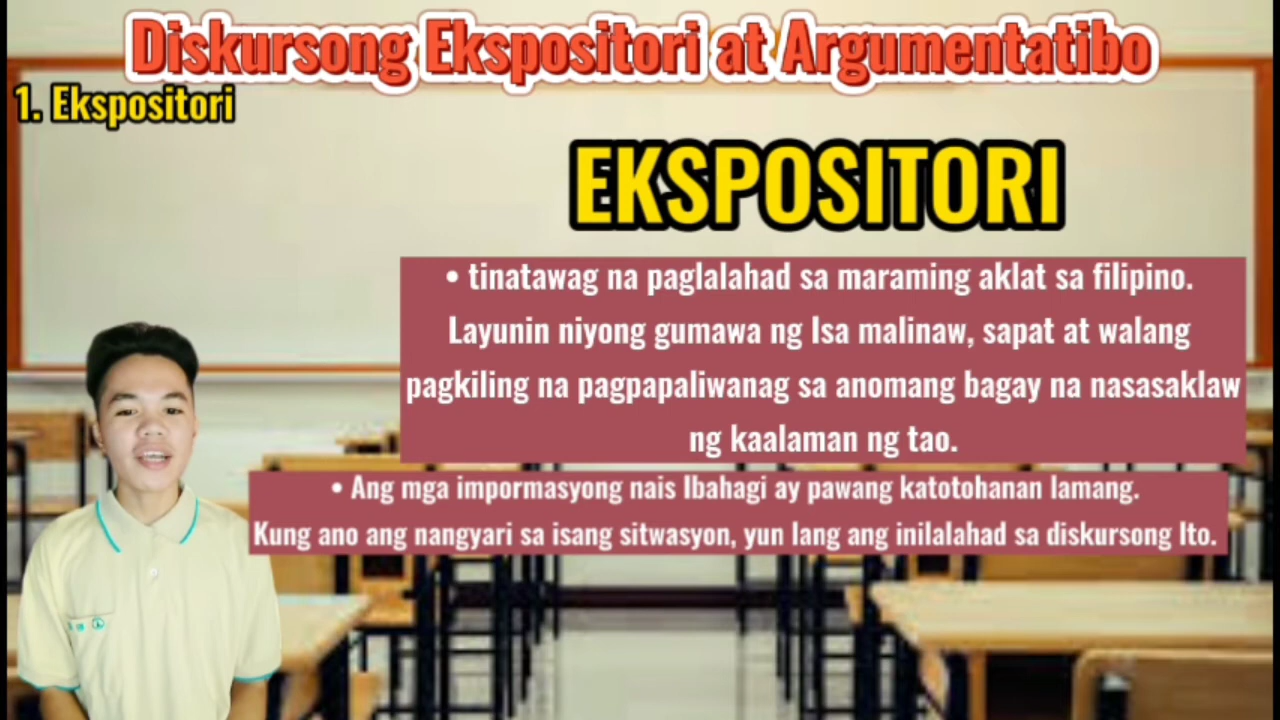 Diskursong Ekspositori at Argumentatibo
1. Ekspositori
EKSPOSITORI
• tinatawag na paglalahad sa maraming aklat sa filipino.
Layunin niyong gumawa ng Isa malinaw, sapat at walang
pagkiling na pagpapaliwanag sa anomang bagay na nasasaklaw
ng kaalaman ng tao.
• Ang mga impormasyong nais Ibahagi ay pawang katotohanan lamang.
Kung ano ang nangyari sa isang sitwasyon, yun lang ang inilalahad sa diskursong Ito.